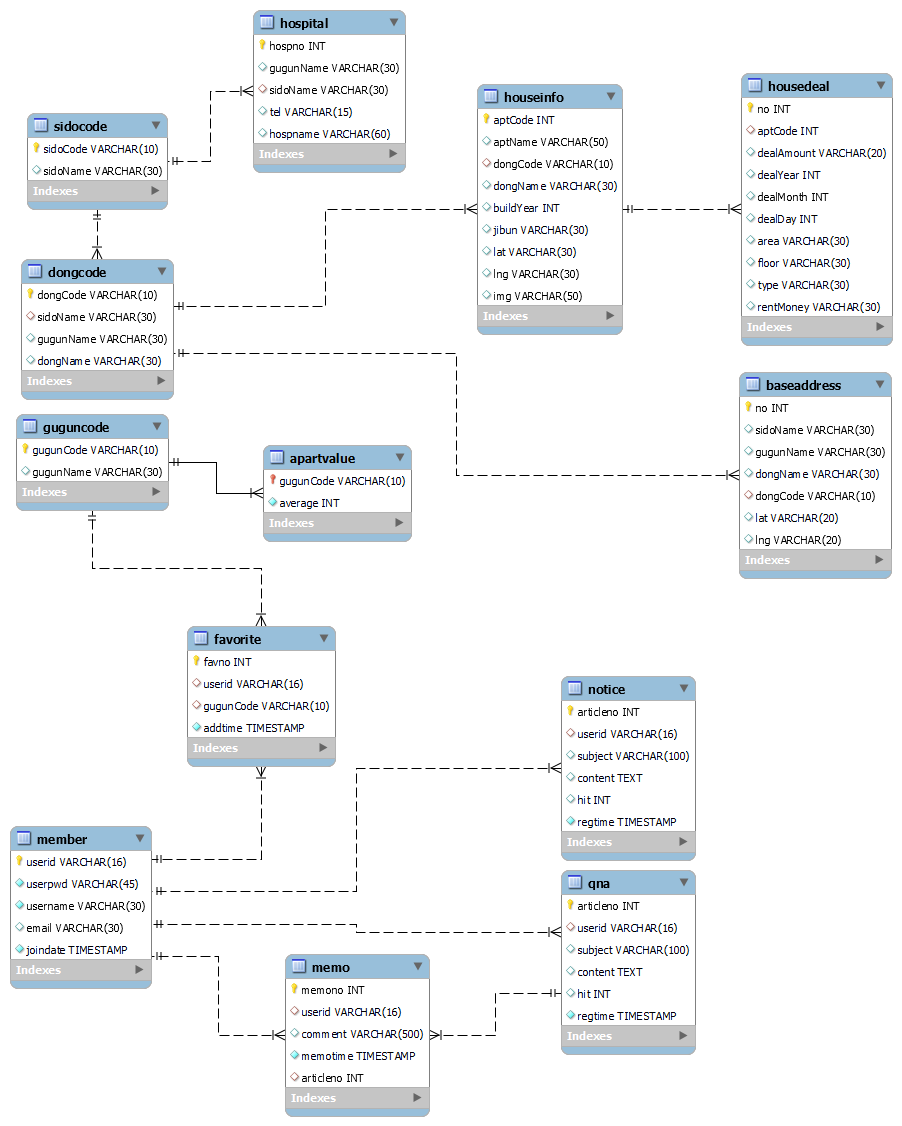 hospital
hospno INT
gugunName VARCHAR(30)
sidoName VARCHAR(30)
tel VARCHAR(15)
hospname VARCHAR(60)
Indexes
sidocode
sidoCode VARCHAR(10)
sidoName VARCHAR(30)
Indexes
houseinfo
aptCode INT
aptName VARCHAR(50)
dongCode VARCHAR(10)
dongName VARCHAR(30)
buildYear INT
jibun VARCHAR(30)
lat VARCHAR(30)
lng VARCHAR(30)
img VARCHAR(50)
Indexes
housedeal
no INT
aptCode INT
dealAmount VARCHAR(20)
dealYear INT
dealMonth INT
dealDay INT
area VARCHAR(30)
floor VARCHAR(30)
type VARCHAR(30)
rentMoney VARCHAR(30)
Indexes
dongcode
dongCode VARCHAR(10)
sidoName VARCHAR(30)
gugunName VARCHAR(30)
dongName VARCHAR(30)
Indexes
baseaddress
no INT
sidoName VARCHAR(30)
gugunName VARCHAR(30)
dongName VARCHAR(30)
dongCode VARCHAR(10)
lat VARCHAR(20)
lng VARCHAR(20)
Indexes
guguncode
gugunCode VARCHAR(10)
gugunName VARCHAR(30)
Indexes
apartvalue
gugunCode VARCHAR(10)
average INT
Indexes
favorite
favno INT
userid VARCHAR(16)
gugunCode VARCHAR(10)
addtime TIMESTAMP
Indexes
notice
articleno INT
userid VARCHAR(16)
subject VARCHAR(100)
content TEXT
hit INT
regtime TIMESTAMP
Indexes
member
userid VARCHAR(16)
userpwd VARCHAR(45)
username VARCHAR(30)
email VARCHAR(30)
joindate TIMESTAMP
Indexes
qna
articleno INT
userid VARCHAR(16)
subject VARCHAR(100)
content TEXT
hit INT
regtime TIMESTAMP
Indexes
memo
memono INT
userid VARCHAR(16)
comment VARCHAR(500)
memotime TIMESTAMP
articleno INT
Indexes